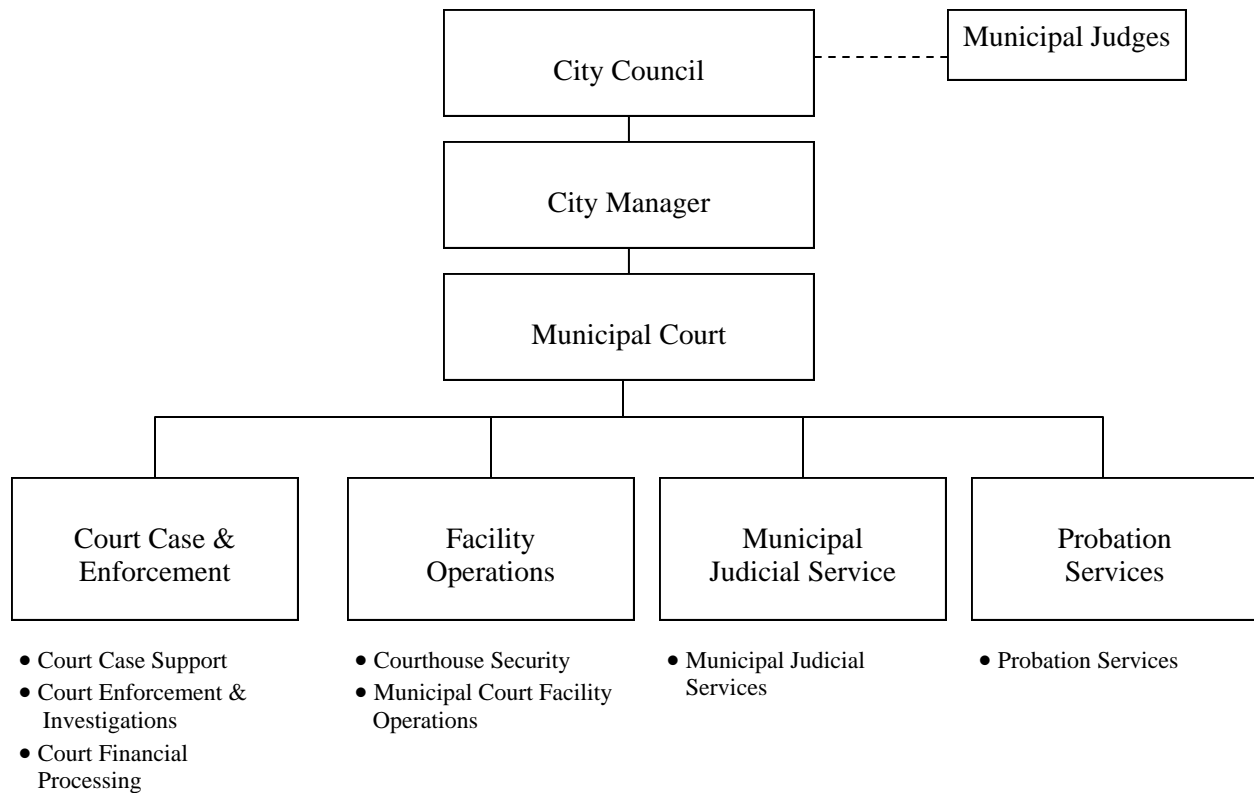 Municipal Judges
City Council
City Manager
Municipal Court
Court Case &
Enforcement
Facility
Operations
Municipal
Judicial Service
Probation
Services
• Court Case Support
• Court Enforcement &
Investigations
• Court Financial
Processing
• Courthouse Security
• Municipal Court Facility
Operations
• Municipal Judicial
Services
• Probation Services